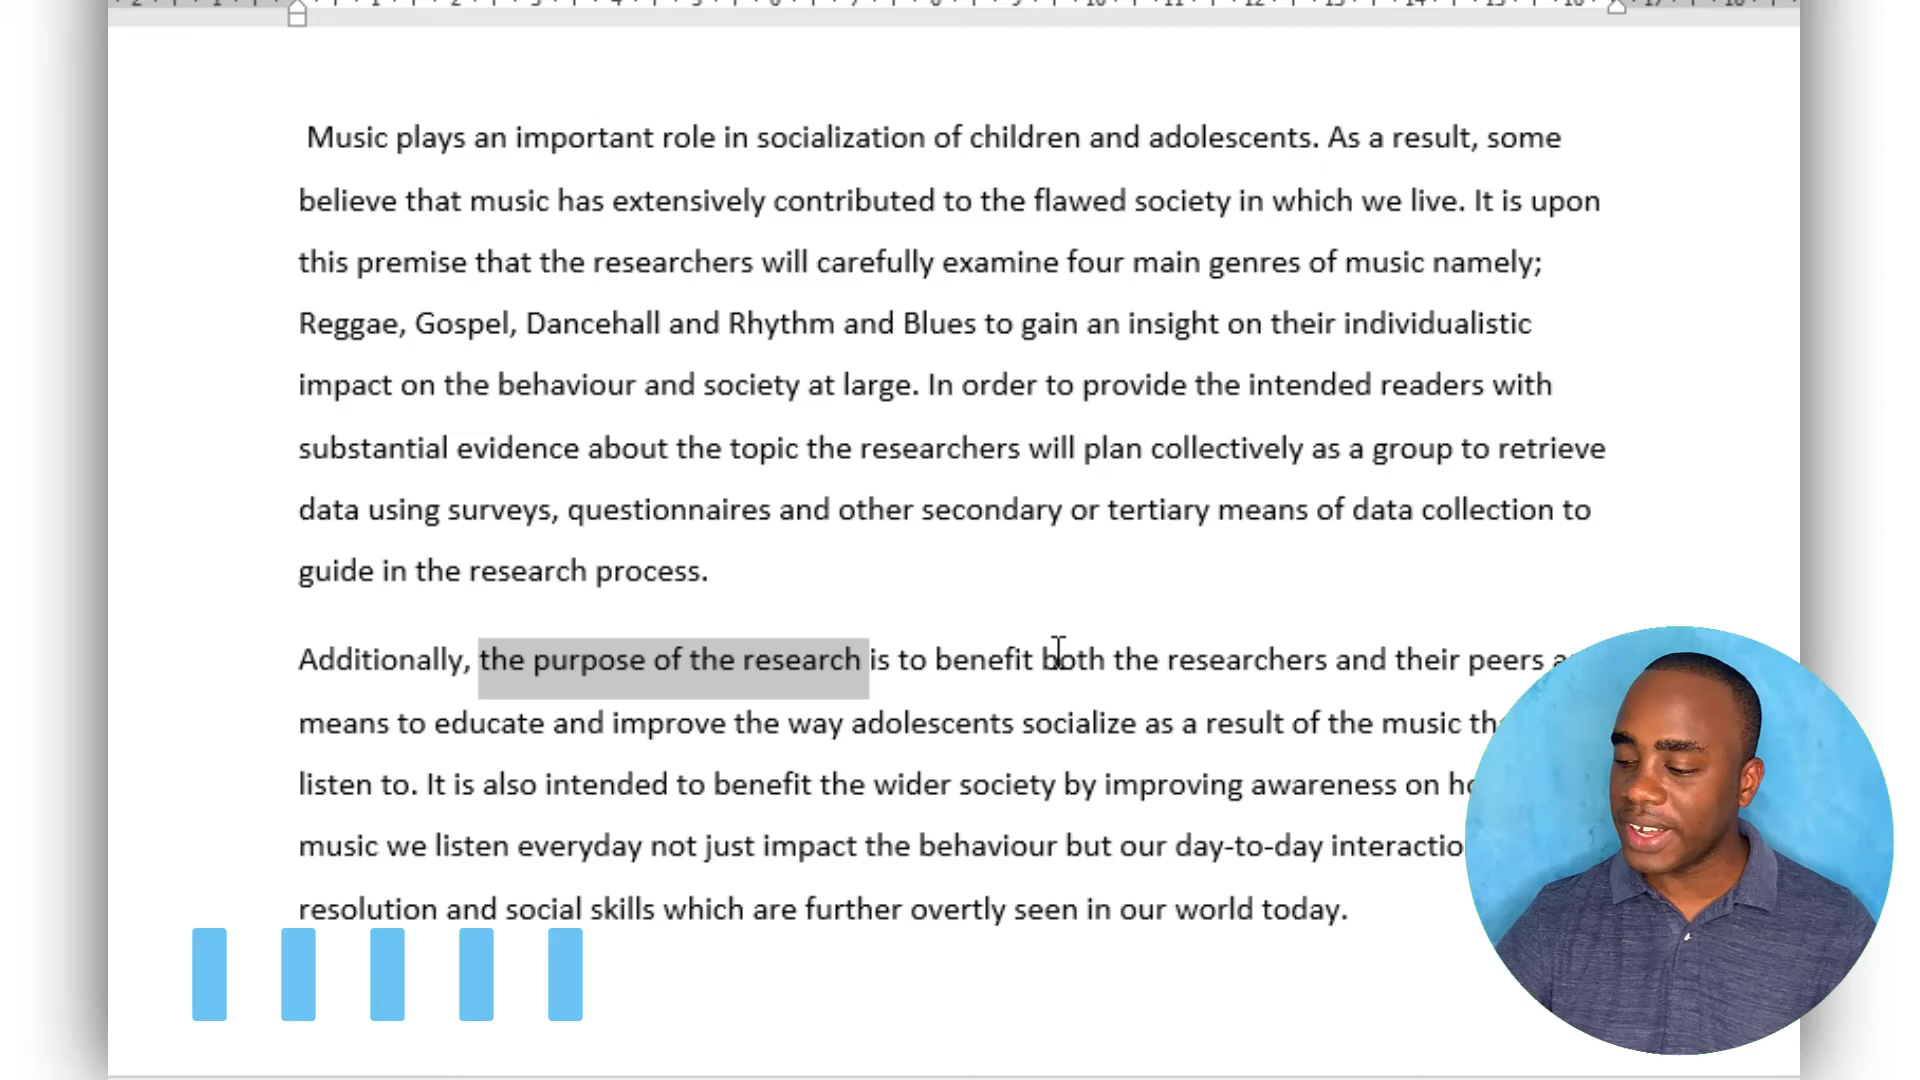 Music plays an important role in socialization of children and adolescents. As a result, some
believe that music has extensively contributed to the flawed society in which we live. It is upon
this premise that the researchers will carefully examine four main genres of music namely;
Reggae, Gospel, Dancehall and Rhythm and Blues to gain an insight on their individualistic
impact on the behaviour and society at large. In order to provide the intended readers with
substantial evidence about the topic the researchers will plan collectively as a group to retrieve
data using surveys, questionnaires and other secondary or tertiary means of data collection to
guide in the research process.
Additionally, the purpose of the research is to benefit both the researchers and their peers
means to educate and improve the way adolescents socialize as a result of the music
listen to. It is also intended to benefit the wider society by improving awareness on
music we listen everyday not just impact the behaviour but our day-to-day
resolution and social skills which are further overtly seen in our world today.